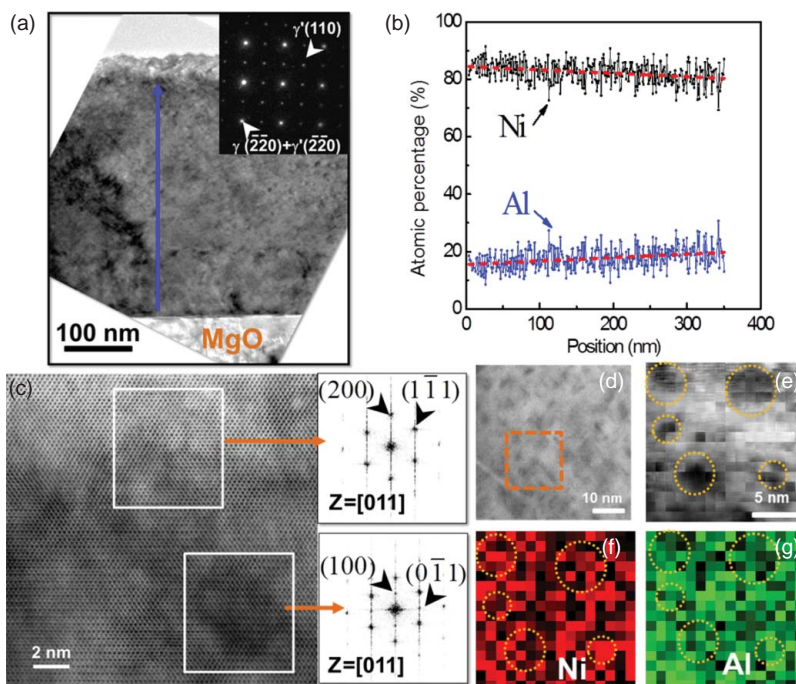 (a)
γ'(110)
γ (2̄2̄0)+γ'(2̄2̄0)
100 nm
MgO
(b)
Atomic percentage (%)
100
80
60
40
20
0
Ni
Al
0 100 200 300 400
Position (nm)
(c)
2 nm
(200) (11̄1)
Z=[011]
(100) (01̄1)
Z=[011]
(d)
10 nm
(e)
5 nm
(f)
Ni
(g)
Al